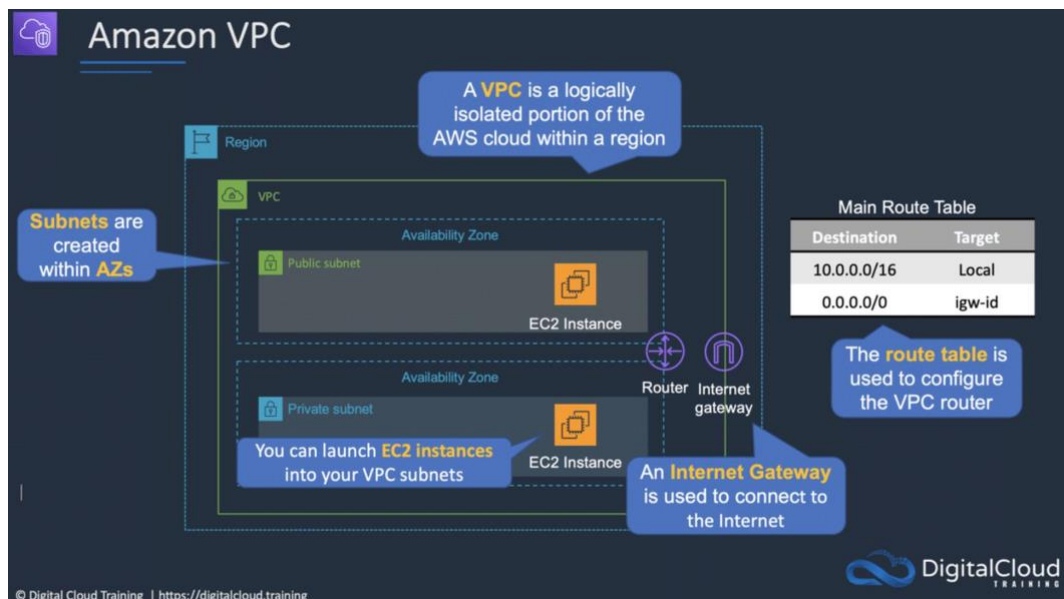 Amazon VPC
A VPC is a logically
isolated portion of the
AWS cloud within a region
Region
VPC
Subnets are
created
within AZs
Availability Zone
Public subnet
EC2 Instance
Main Route Table
Destination Target
10.0.0.0/16 Local
0.0.0.0/0 igw-id
The route table is
used to configure
the VPC router
Router Internet
gateway
Availability Zone
Private subnet
You can launch EC2 instances
into your VPC subnets
EC2 Instance
An Internet Gateway
is used to connect to
the Internet
DigitalCloud
TRAINING
© Digital Cloud Training | https://digitalcloud.training